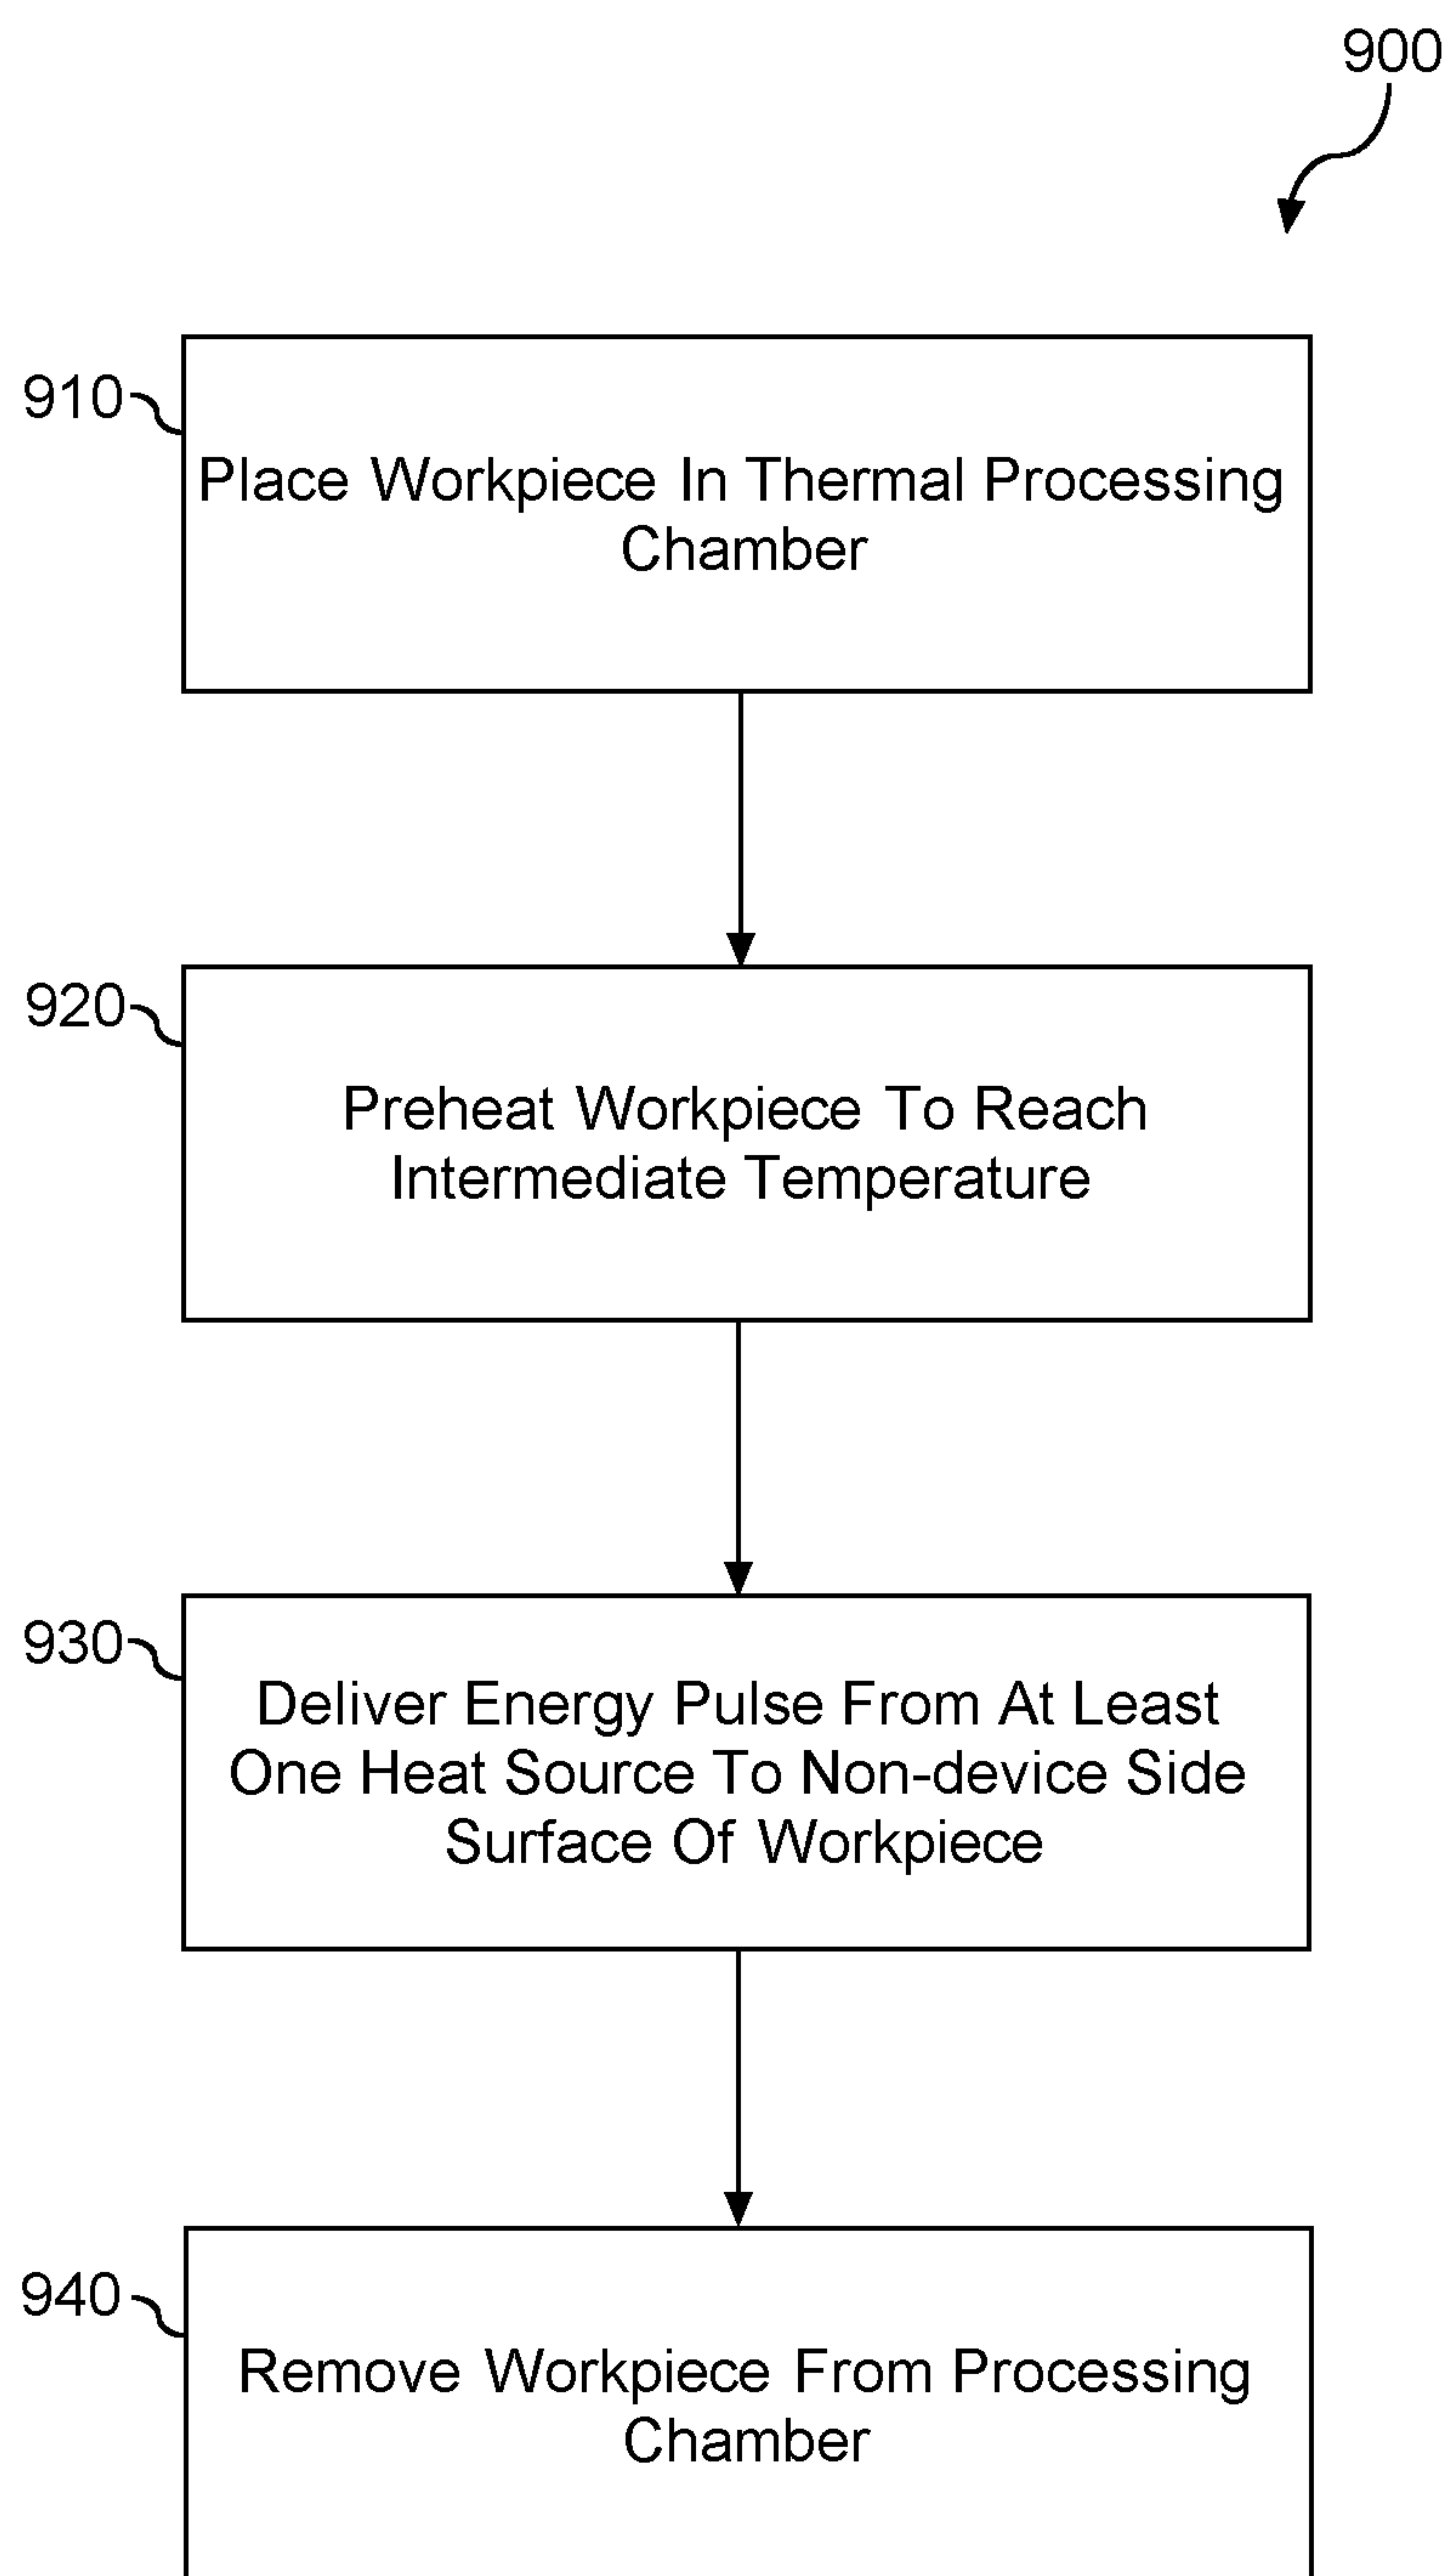 900
910
Place Workpiece In Thermal Processing
Chamber
920
Preheat Workpiece To Reach
Intermediate Temperature
930
Deliver Energy Pulse From At Least
One Heat Source To Non-device Side
Surface Of Workpiece
940
Remove Workpiece From Processing
Chamber